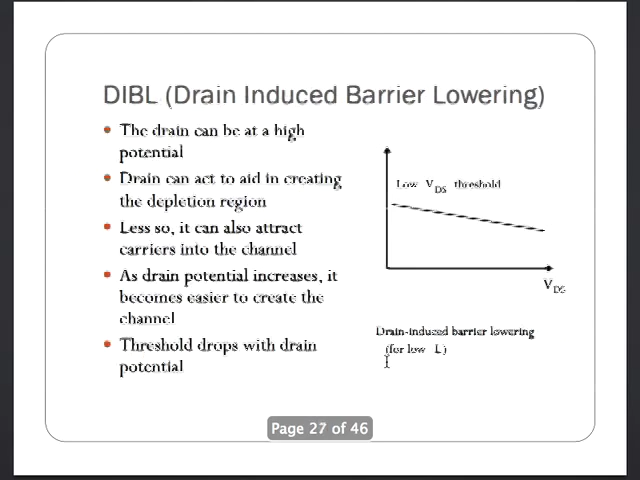 DIBL (Drain Induced Barrier Lowering)
The drain can be at a high
potential
Drain can act to aid in creating
the depletion region
Less so, it can also attract
carriers into the channel
As drain potential increases, it
becomes easier to create the
channel
Threshold drops with drain
potential
Low V DS threshold
V DS
Drain-induced barrier lowering
(for low L)
Page 27 of 46